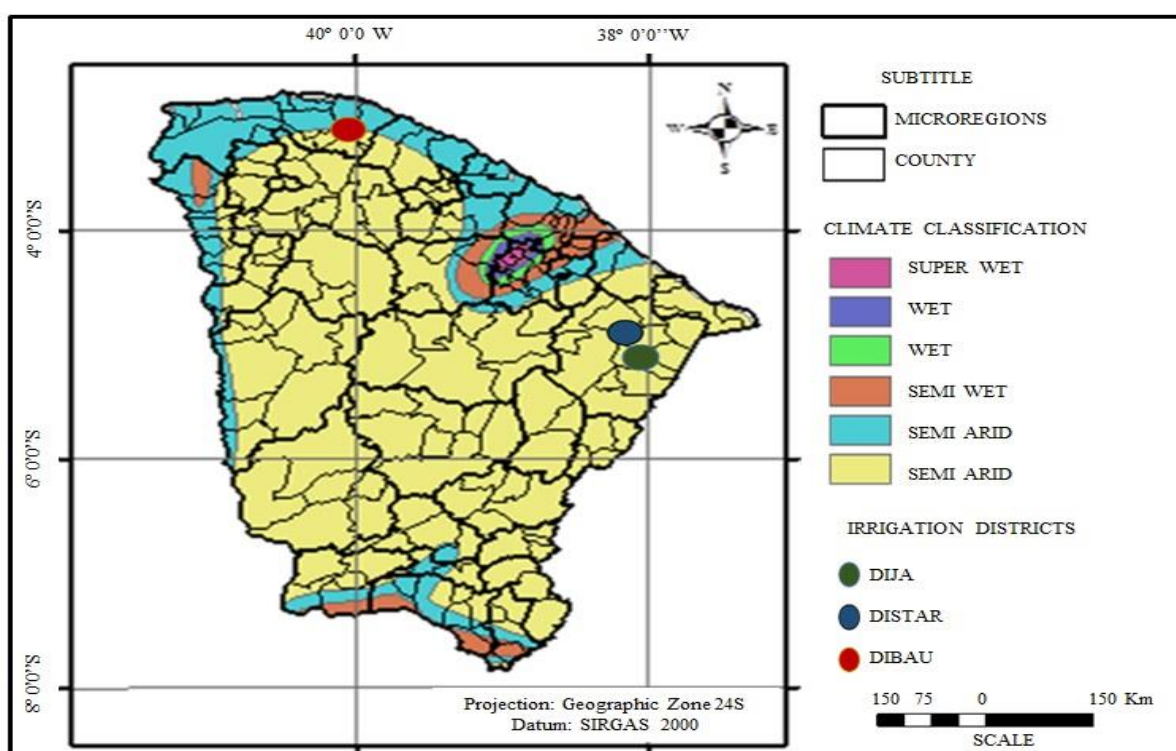 40° 0'0 W
38° 0'0''W
4° 0'0''S
6° 0'0''S
8° 0'0''S
N
W
E
S
Projection: Geographic Zone 24S
Datum: SIRGAS 2000
SUBTITLE
MICROREGIONS
COUNTY
CLIMATE CLASSIFICATION
SUPER WET
WET
WET
SEMI WET
SEMI ARID
SEMI ARID
IRRIGATION DISTRICTS
DIJA
DISTAR
DIBAU
150 75 0 150 Km
SCALE